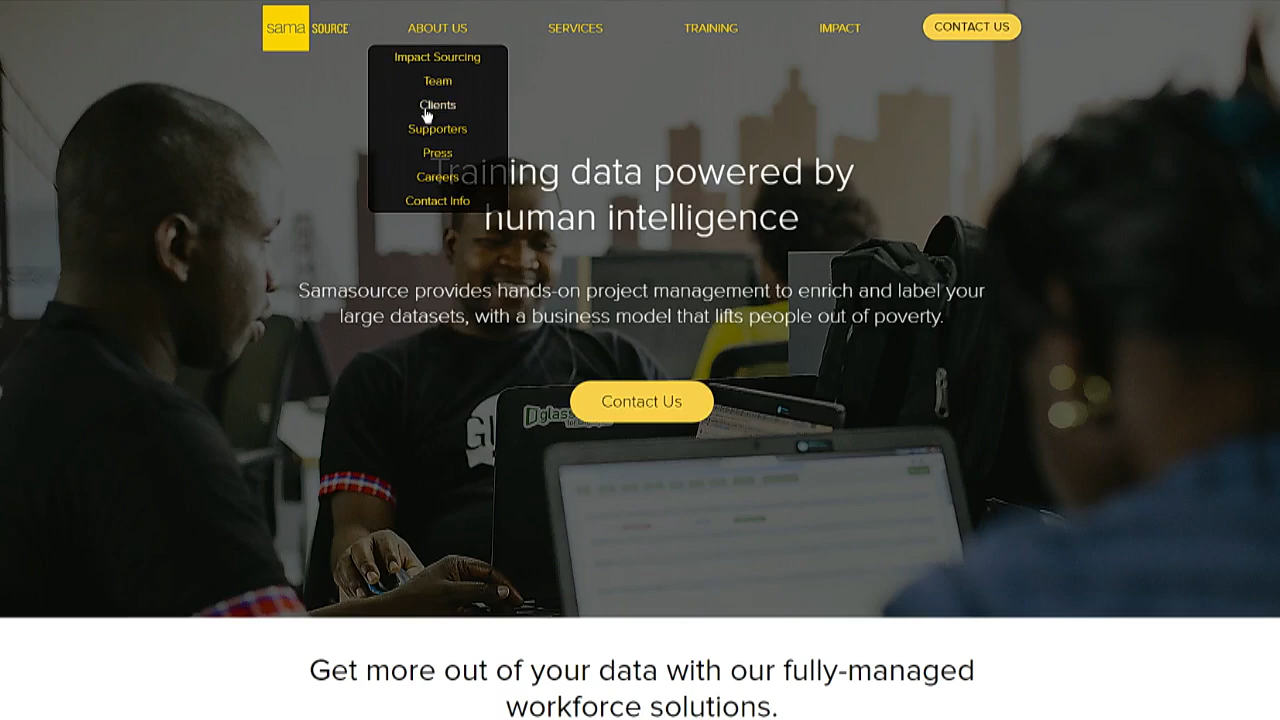 sama SOURCE
ABOUT US
SERVICES
TRAINING
IMPACT
CONTACT US
Impact Sourcing
Team
Clients
Supporters
Press
Careers
Contact Info
Training data powered by
human intelligence
Samasource provides hands-on project management to enrich and label your
large datasets, with a business model that lifts people out of poverty.
Contact Us
Get more out of your data with our fully-managed
workforce solutions.